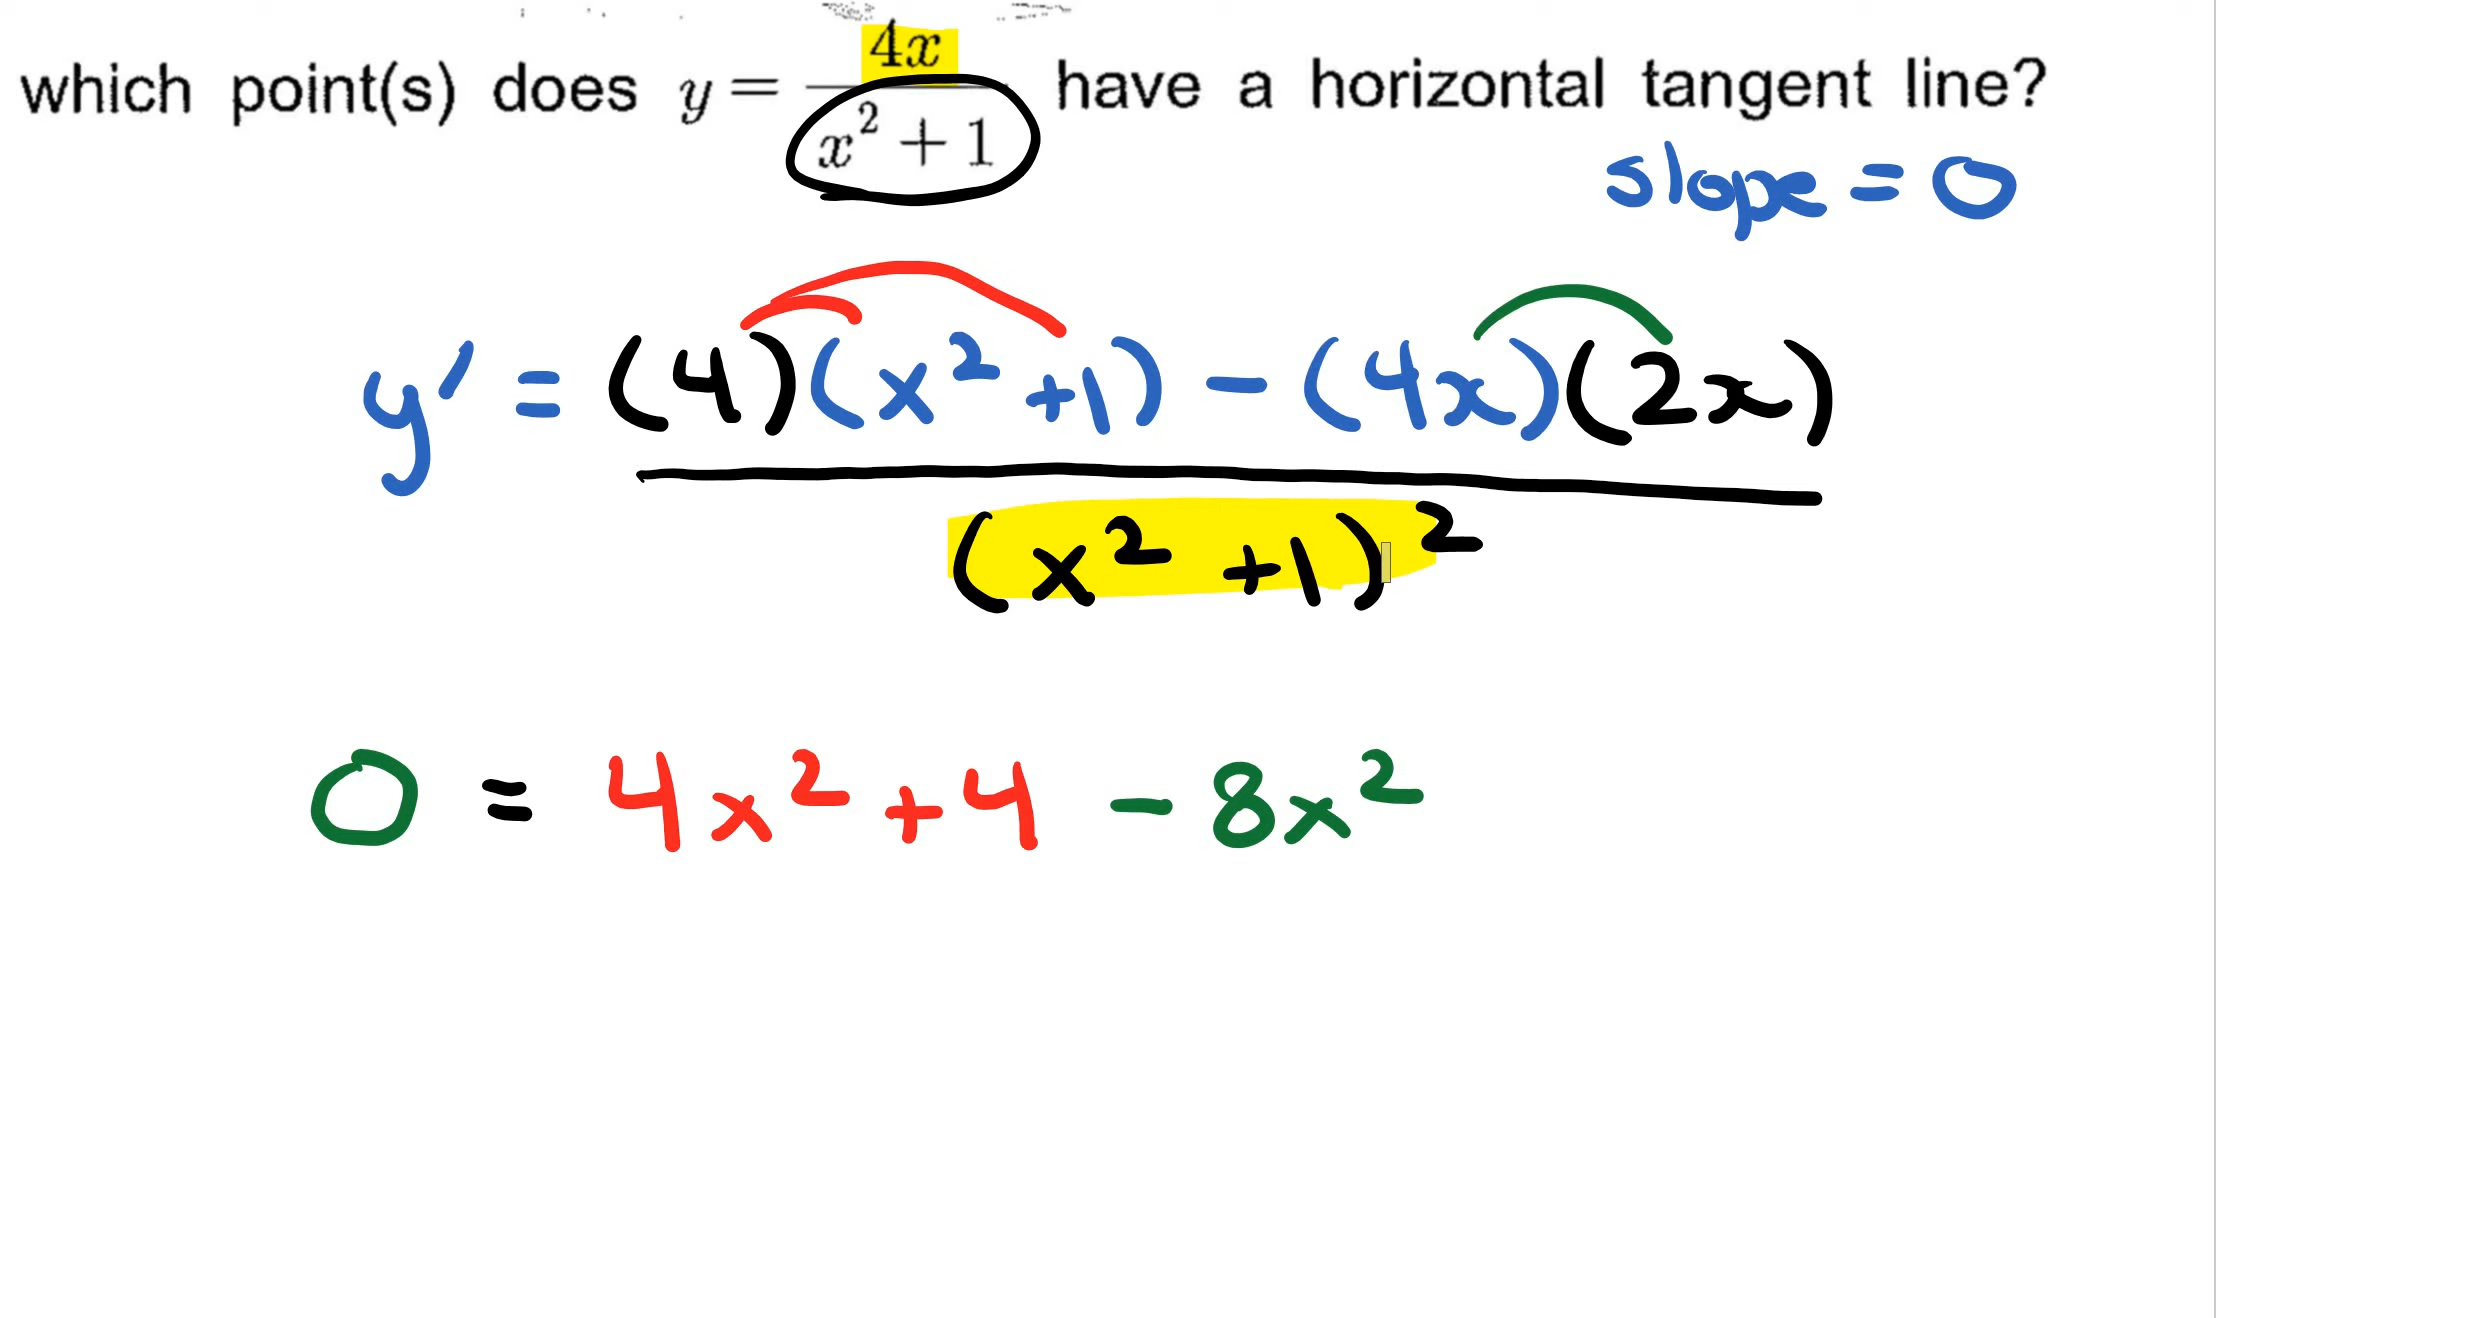 which point(s) does y = 4x / (x² + 1) have a horizontal tangent line?
slope = 0
y' = (4)(x² + 1) - (4x)(2x)
(x² + 1)²
0 = 4x² + 4 - 8x²